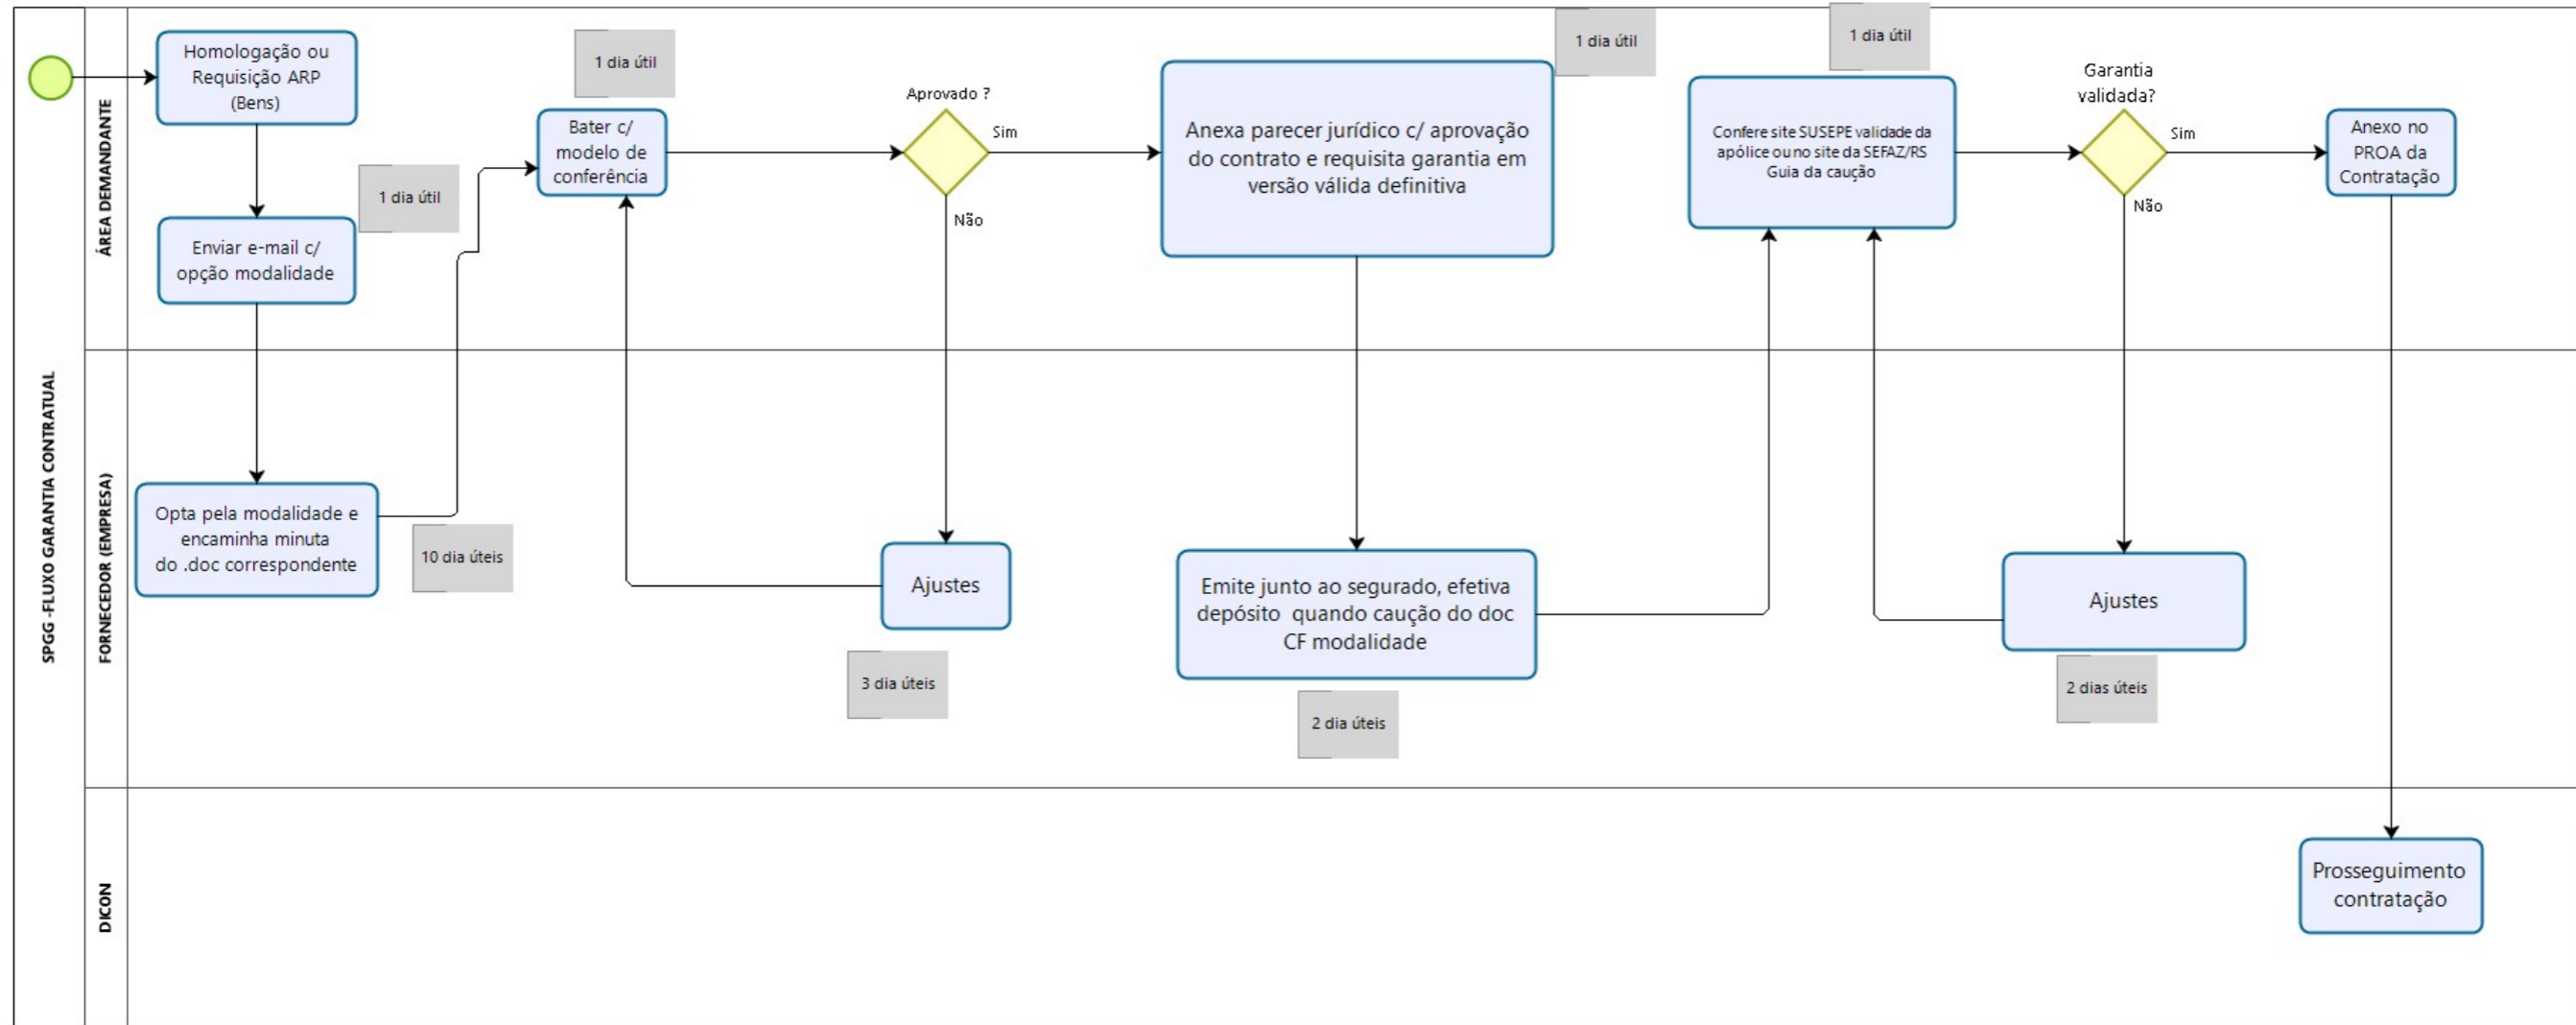 SPGG -FLUXO GARANTIA CONTRATUAL
ÁREA DEMANDANTE
Homologação ou
Requisição ARP
(Bens)
1 dia útil
Enviar e-mail c/
opção modalidade
1 dia útil
Bater c/
modelo de
conferência
Aprovado ?
Sim
Não
1 dia útil
Anexa parecer jurídico c/ aprovação
do contrato e requisita garantia em
versão válida definitiva
1 dia útil
Confere site SUSEPE validade da
apólice ou no site da SEFAZ/RS
Guia da caução
Garantia
validada?
Sim
Não
Anexo no
PROA da
Contratação
FORNECEDOR (EMPRESA)
Opta pela modalidade e
encaminha minuta
do .doc correspondente
10 dia úteis
Ajustes
3 dia úteis
Emite junto ao segurado, efetiva
depósito  quando caução do doc
CF modalidade
2 dia úteis
Ajustes
2 dias úteis
DICON
Prosseguimento
contratação